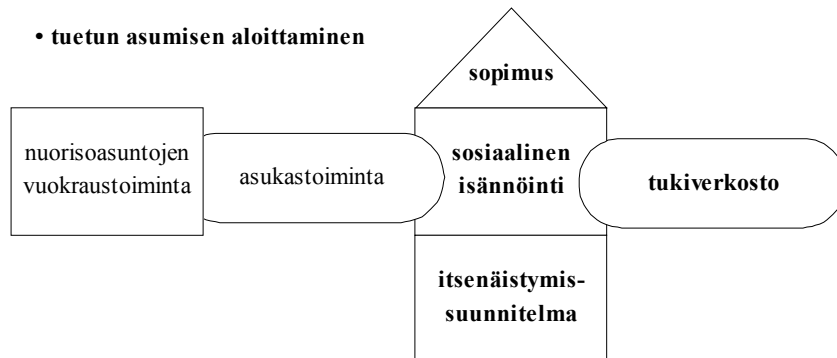 • tuetun asumisen aloittaminen
sopimus
nuorisoasuntojen
vuokraustoiminta
asukastoiminta
sosiaalinen
isännöinti
tukiverkosto
itsenäistymis-
suunnitelma